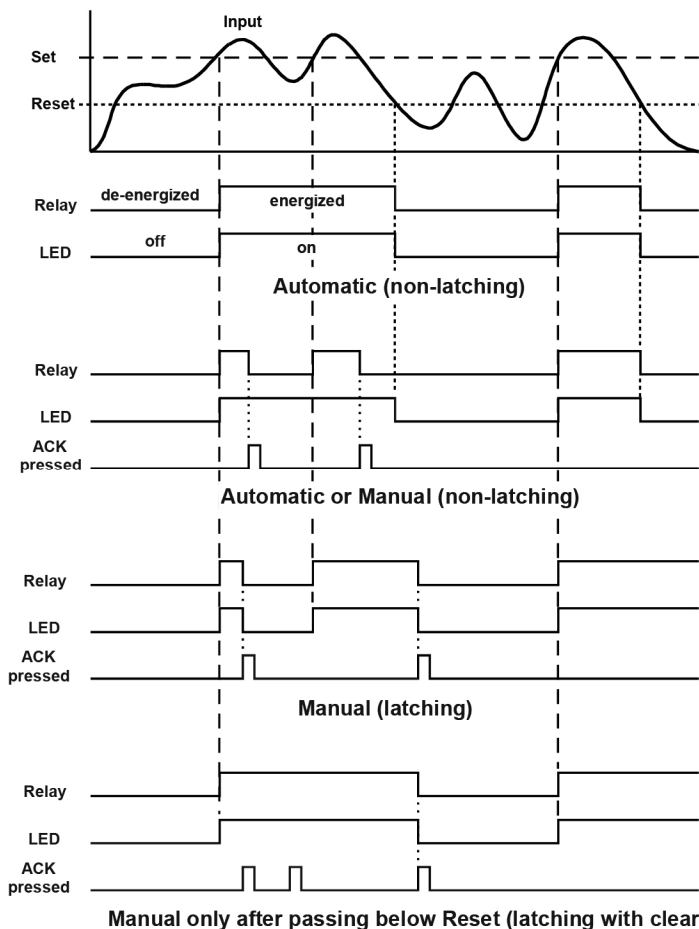 Input
Set
Reset
de-energized energized
Relay
off on
LED
Automatic (non-latching)
Relay
LED
ACK
pressed
Automatic or Manual (non-latching)
Relay
LED
ACK
pressed
Manual (latching)
Relay
LED
ACK
pressed
Manual only after passing below Reset (latching with clear